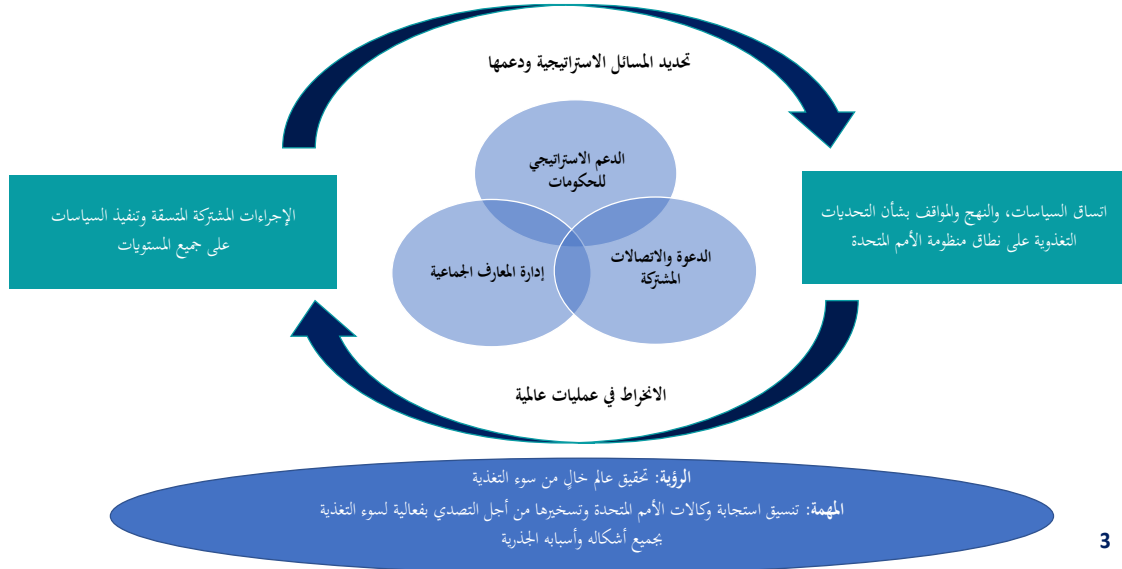 تحديد المسائل الاستراتيجية ودعمها
الدعم الاستراتيجي
للحكومات
اتساق السياسات، والنهج والمواقف بشأن التحديات
التغذوية على نطاق منظومة الأمم المتحدة
الإجراءات المشتركة المتسقة وتنفيذ السياسات
على جميع المستويات
الدعوة والاتصالات
المشتركة
إدارة المعارف الجماعية
الانخراط في عمليات عالمية
الرؤية: تحقيق عالم خالٍ من سوء التغذية
المهمة: تنسيق استجابة وكالات الأمم المتحدة وتسخيرها من أجل التصدي بفعالية لسوء التغذية
بجميع أشكاله وأسبابه الجذرية
3